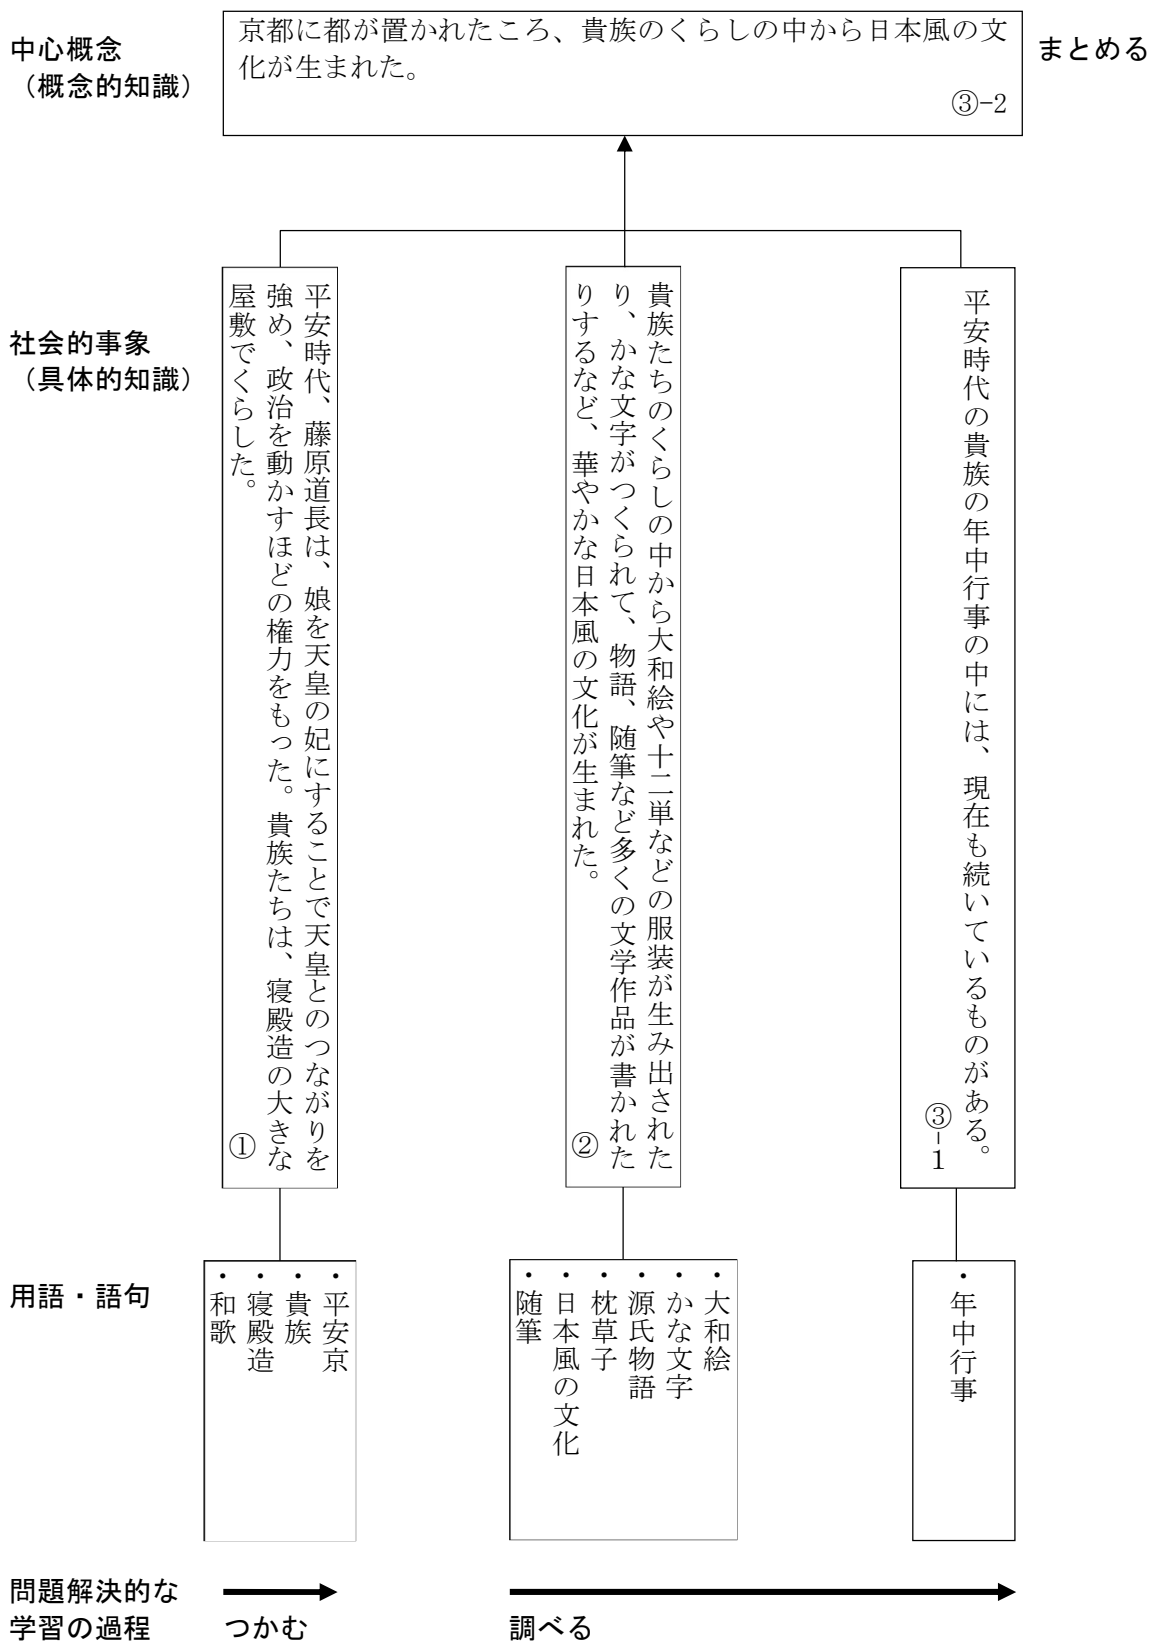 中心概念
（概念的知識）
京都に都が置かれたころ、貴族のくらしの中から日本風の文
化が生まれた。
③-2
まとめる
社会的事象
（具体的知識）
平安時代、藤原道長は、娘を天皇の妃にすることで天皇とのつながりを
強め、政治を動かすほどの権力をもった。貴族たちは、寝殿造の大きな
屋敷でくらした。
①
貴族たちのくらしの中から大和絵や十二単などの服装が生み出された
り、かな文字がつくられて、物語、随筆など多くの文学作品が書かれた
りするなど、華やかな日本風の文化が生まれた。
②
平安時代の貴族の年中行事の中には、現在も続いているものがある。
③-1
用語・語句
・平安京
・貴族
・寝殿造
・和歌
・大和絵
・かな文字
・源氏物語
・枕草子
・日本風の文化
・随筆
・年中行事
問題解決的な
学習の過程
つかむ
調べる